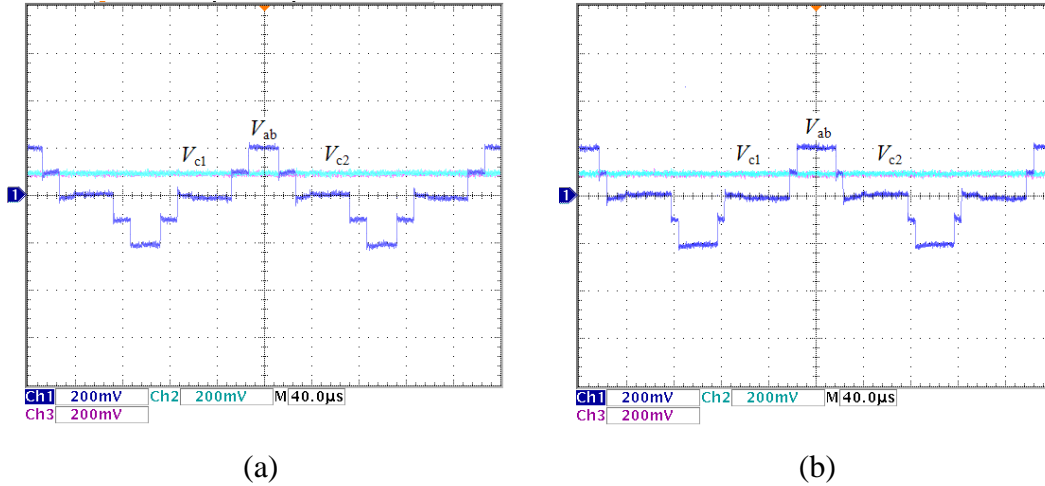 V_ab
V_c1 V_c2
1
Ch1 200mV Ch2 200mV M 40.0µs
Ch3 200mV
(a)
V_ab
V_c1 V_c2
1
Ch1 200mV Ch2 200mV M 40.0µs
Ch3 200mV
(b)